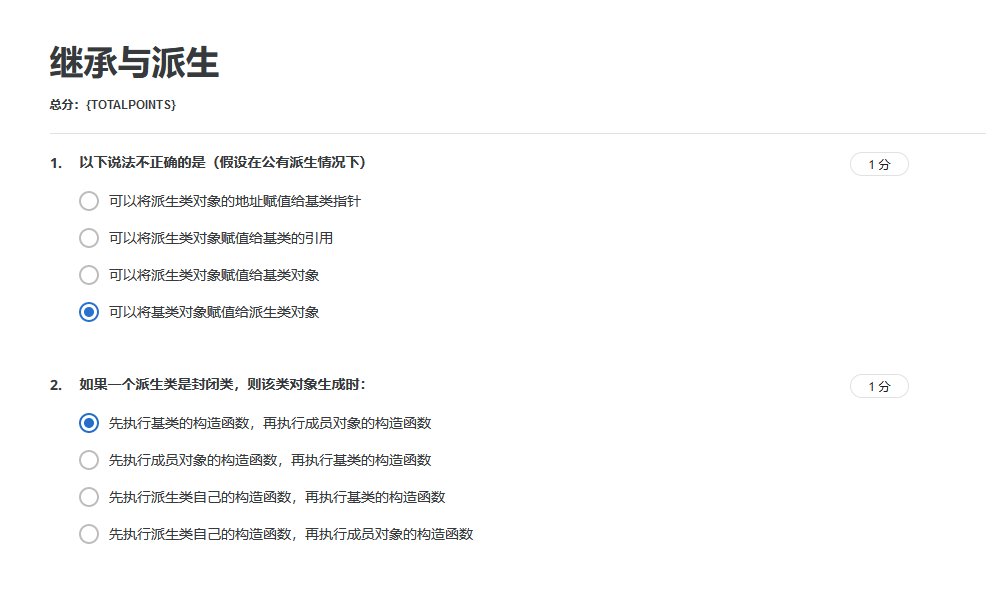 继承与派生
总分：{TOTALPOINTS}
1. 以下说法不正确的是（假设在公有派生情况下） 1 分
可以将派生类对象的地址赋值给基类指针
可以将派生类对象赋值给基类的引用
可以将派生类对象赋值给基类对象
可以将基类对象赋值给派生类对象
2. 如果一个派生类是封闭类，则该类对象生成时： 1 分
先执行基类的构造函数，再执行成员对象的构造函数
先执行成员对象的构造函数，再执行基类的构造函数
先执行派生类自己的构造函数，再执行基类的构造函数
先执行派生类自己的构造函数，再执行成员对象的构造函数